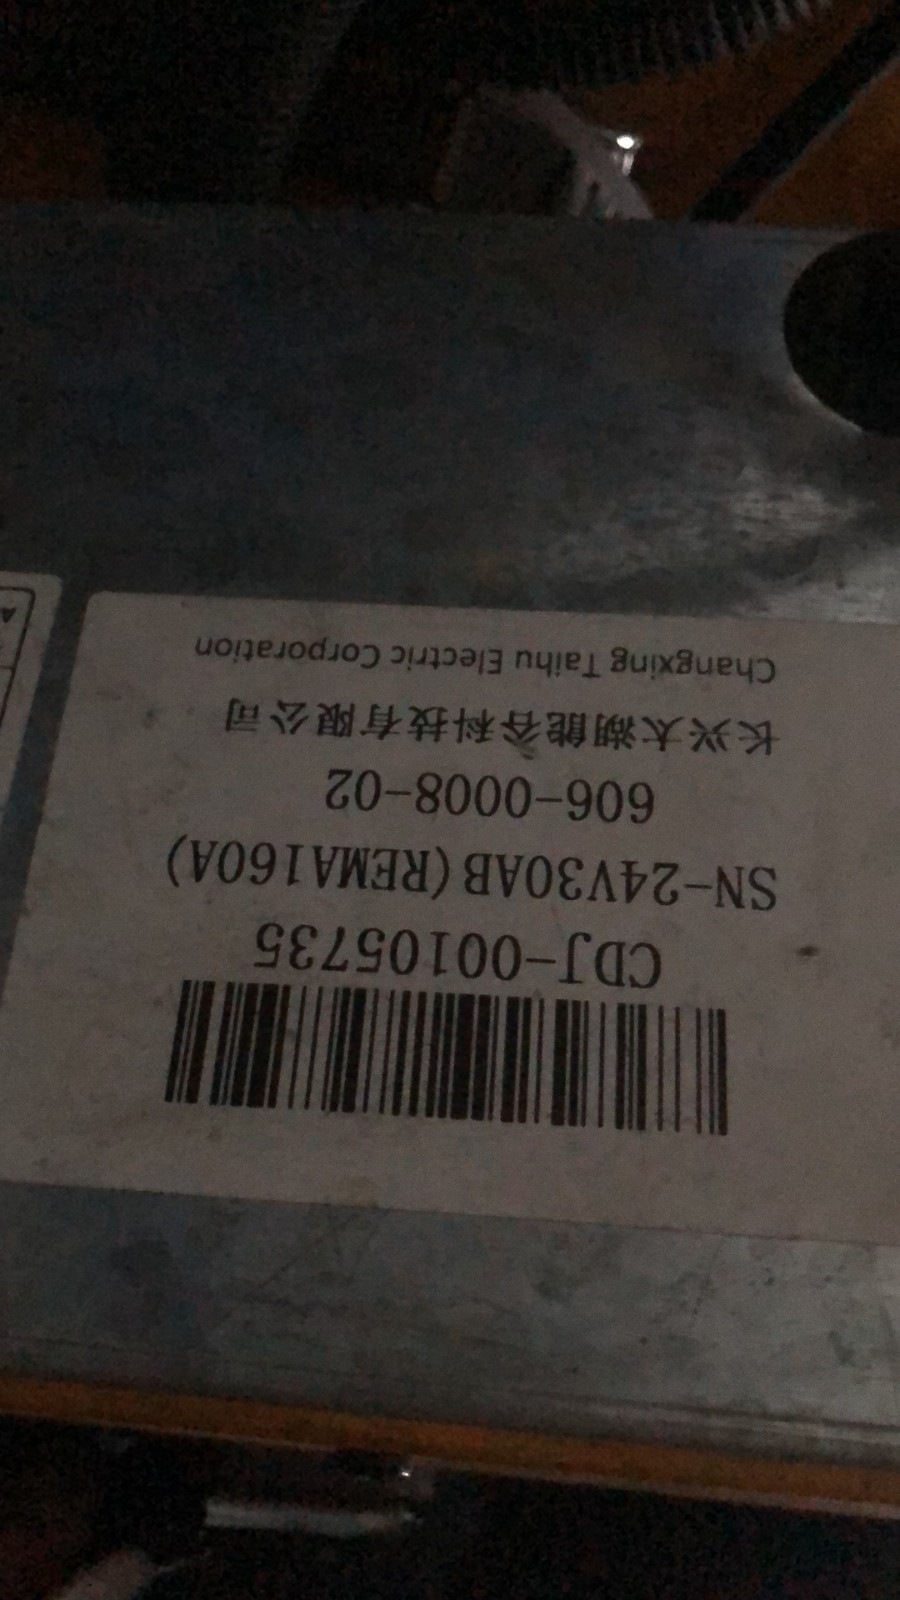 CDJ-00105735
SN-24V30AB(REMA160A)
606-0008-02
长兴太湖能谷科技有限公司
Changxing Taihu Electric Corporation
A